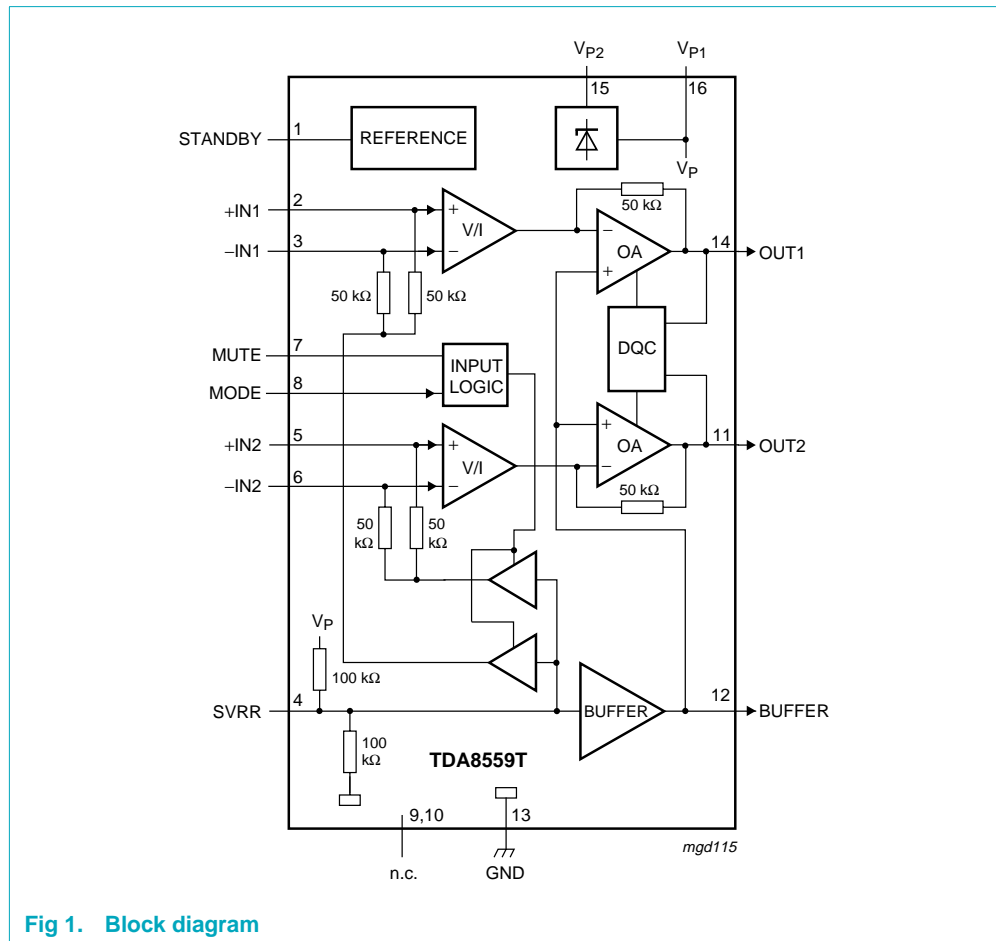 VP2 VP1
15 16
STANDBY 1 REFERENCE
VP
+IN1 2
−IN1 3
+
−
V/I
50 kΩ
−
+
OA
14 OUT1
50 kΩ 50 kΩ
MUTE 7
MODE 8
INPUT
LOGIC
DQC
+IN2 5
−IN2 6
+
−
V/I
+
−
OA
11 OUT2
50 kΩ
50
kΩ
50
kΩ
VP
100 kΩ
SVRR 4
BUFFER
12 BUFFER
100
kΩ
TDA8559T
9,10
13
mgd115
n.c.
GND
Fig 1. Block diagram